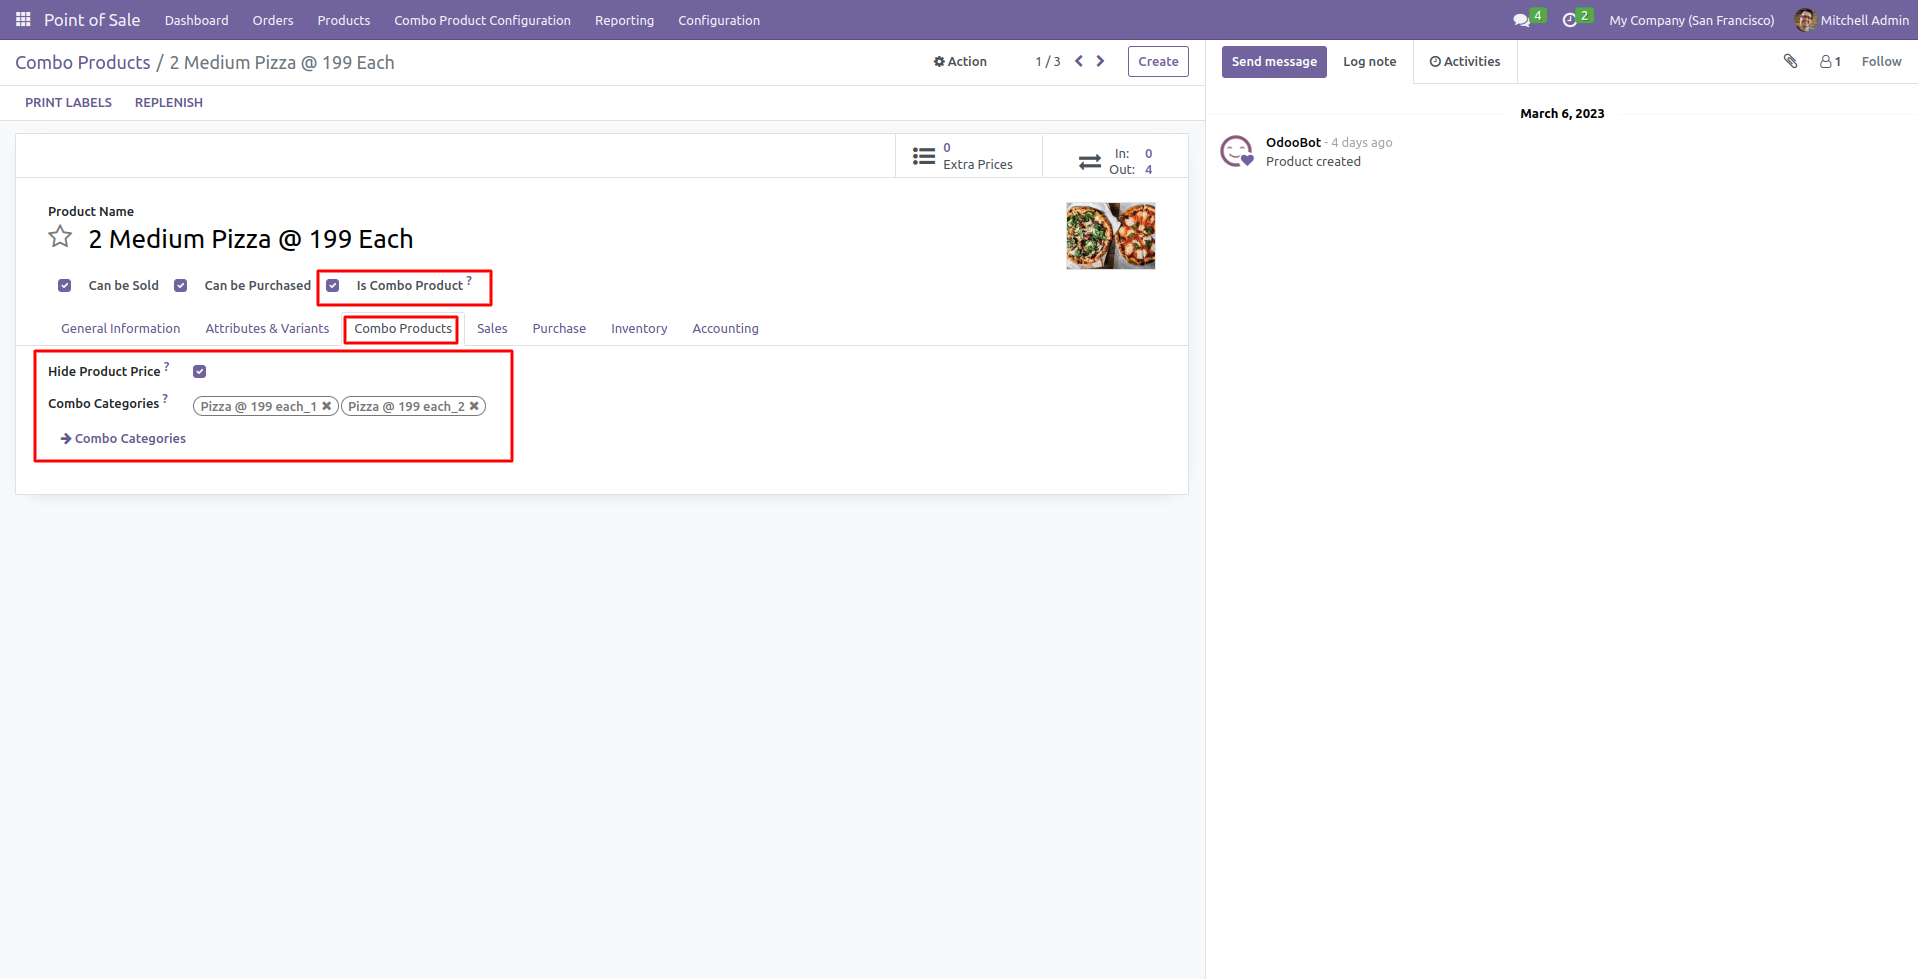 Point of Sale Dashboard Orders Products Combo Product Configuration Reporting Configuration 4 2 My Company (San Francisco) Mitchell Admin
Combo Products / 2 Medium Pizza @ 199 Each Action 1 / 3 Create
Send message Log note Activities 1 Follow
PRINT LABELS REPLENISH
March 6, 2023
OdooBot - 4 days ago
Product created
0
Extra Prices
In: 0
Out: 4
Product Name
2 Medium Pizza @ 199 Each
Can be Sold Can be Purchased Is Combo Product ?
General Information Attributes & Variants Combo Products Sales Purchase Inventory Accounting
Hide Product Price ?
Combo Categories ? Pizza @ 199 each_1 Pizza @ 199 each_2
Combo Categories